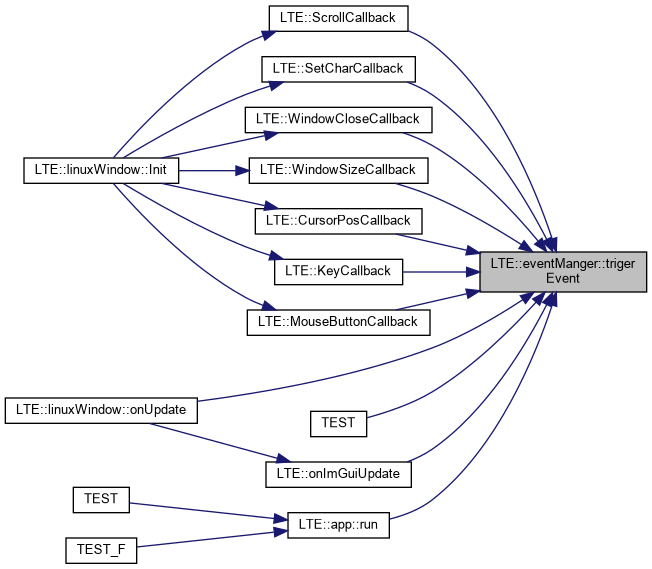 LTE::ScrollCallback
LTE::SetCharCallback
LTE::WindowCloseCallback
LTE::linuxWindow::Init
LTE::WindowSizeCallback
LTE::CursorPosCallback
LTE::eventManger::triger
Event
LTE::KeyCallback
LTE::MouseButtonCallback
LTE::linuxWindow::onUpdate
TEST
LTE::onImGuiUpdate
TEST
LTE::app::run
TEST_F